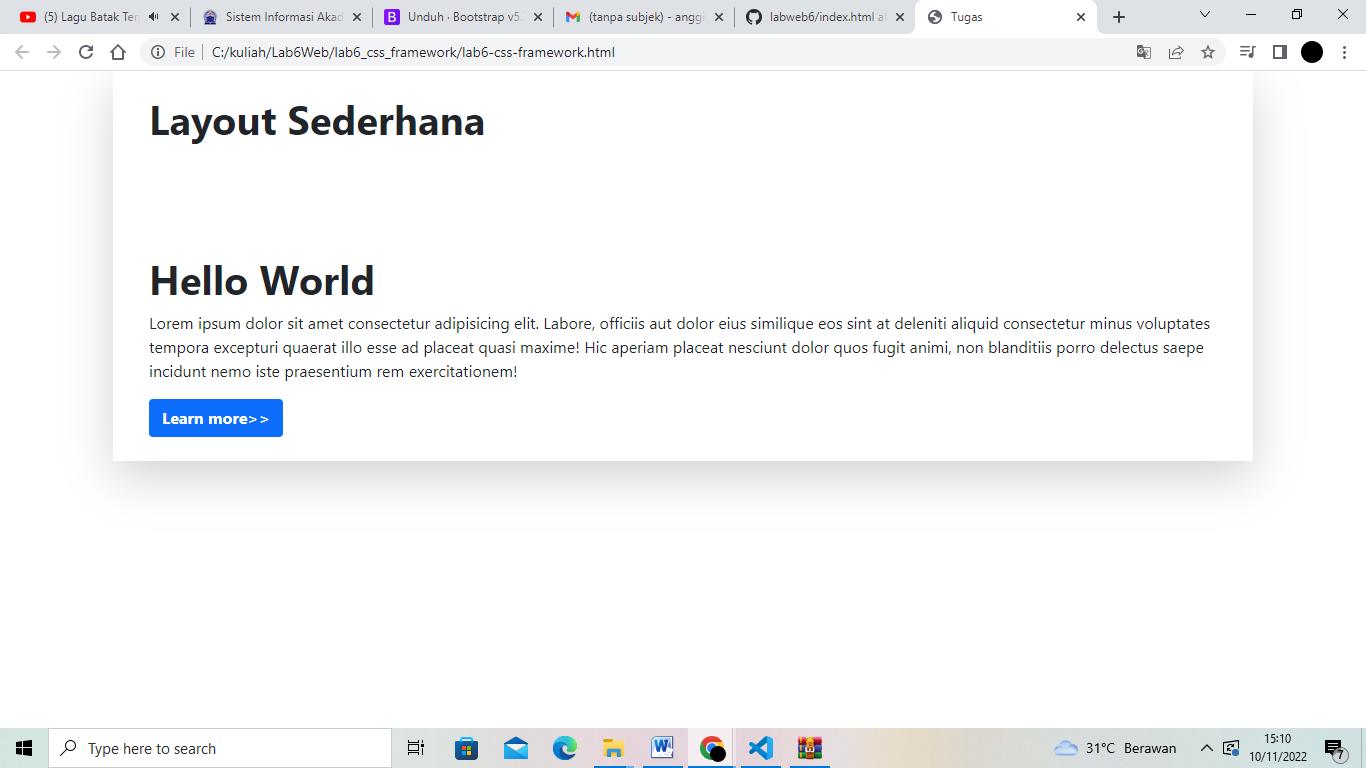 (5) Lagu Batak Ter
Sistem Informasi Akad
Unduh · Bootstrap v5.
(tanpa subjek) - anggi
labweb6/index.html at
Tugas
File
C:/kuliah/Lab6Web/lab6_css_framework/lab6-css-framework.html
Layout Sederhana
Hello World
Lorem ipsum dolor sit amet consectetur adipisicing elit. Labore, officiis aut dolor eius similique eos sint at deleniti aliquid consectetur minus voluptates
tempora excepturi quaerat illo esse ad placeat quasi maxime! Hic aperiam placeat nesciunt dolor quos fugit animi, non blanditiis porro delectus saepe
incidunt nemo iste praesentium rem exercitationem!
Learn more>>
Type here to search
31°C Berawan
15:10
10/11/2022
7